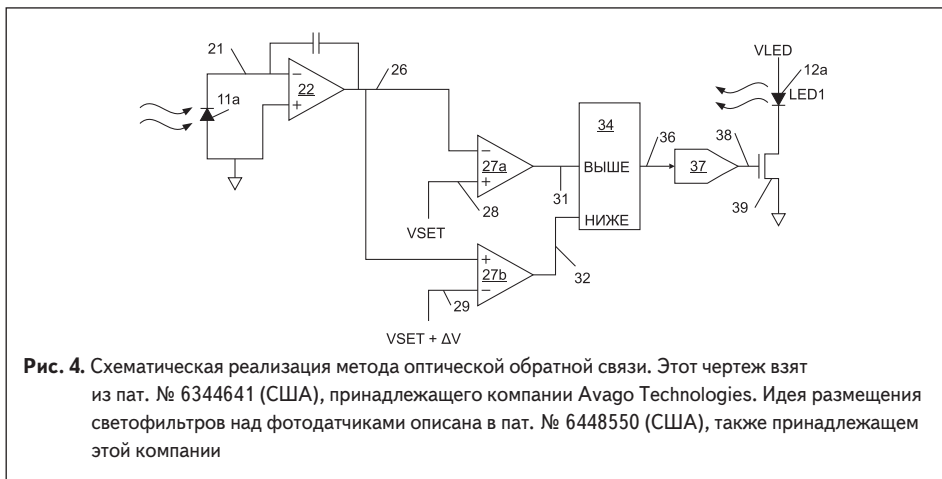 21
22
26
11a
VLED
12a
LED1
34
36
38
37
27a
ВЫШЕ
31
28
39
VSET
НИЖЕ
27b
32
29
VSET + ΔV
Рис. 4. Схематическая реализация метода оптической обратной связи. Этот чертеж взят
из пат. № 6344641 (США), принадлежащего компании Avago Technologies. Идея размещения
светофильтров над фотодатчиками описана в пат. № 6448550 (США), также принадлежащем
этой компании